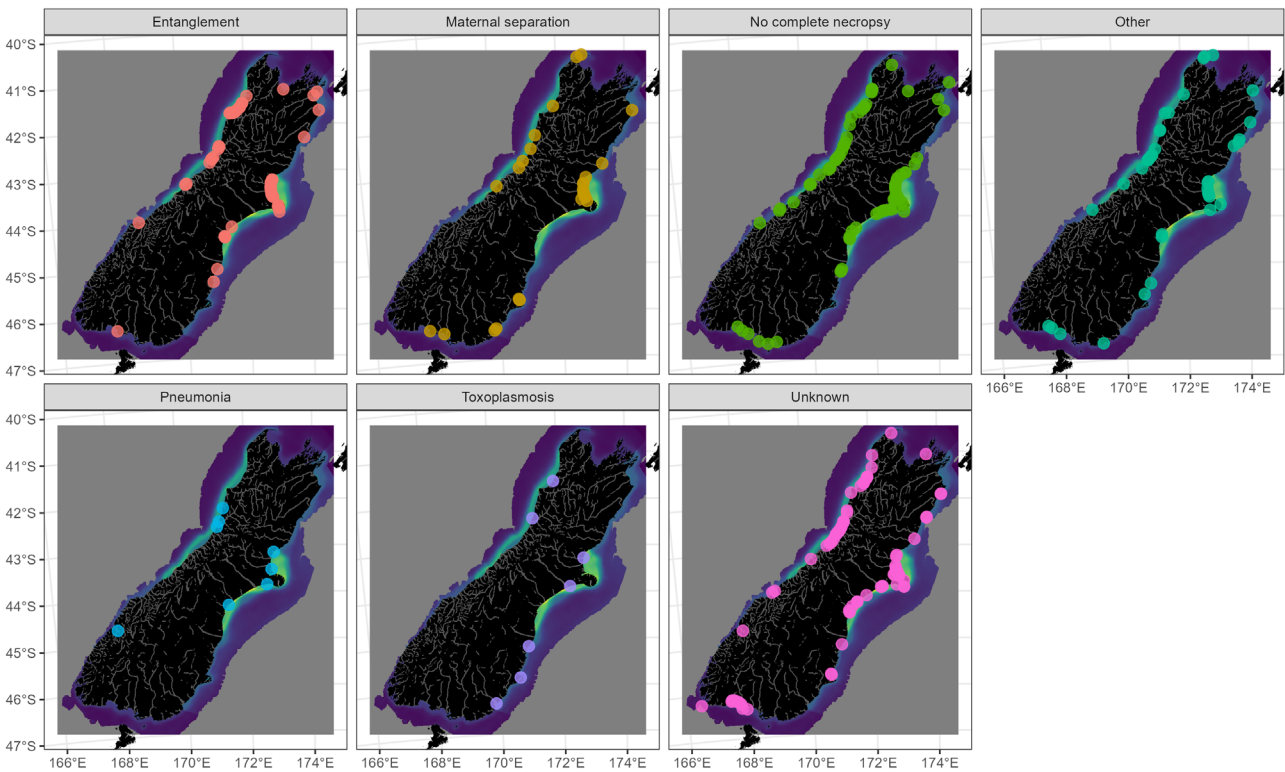 Entanglement
Maternal separation
No complete necropsy
Other
40°S
41°S
42°S
43°S
44°S
45°S
46°S
47°S
166°E 168°E 170°E 172°E 174°E
Pneumonia
Toxoplasmosis
Unknown
40°S
41°S
42°S
43°S
44°S
45°S
46°S
47°S
166°E 168°E 170°E 172°E 174°E
166°E 168°E 170°E 172°E 174°E
166°E 168°E 170°E 172°E 174°E